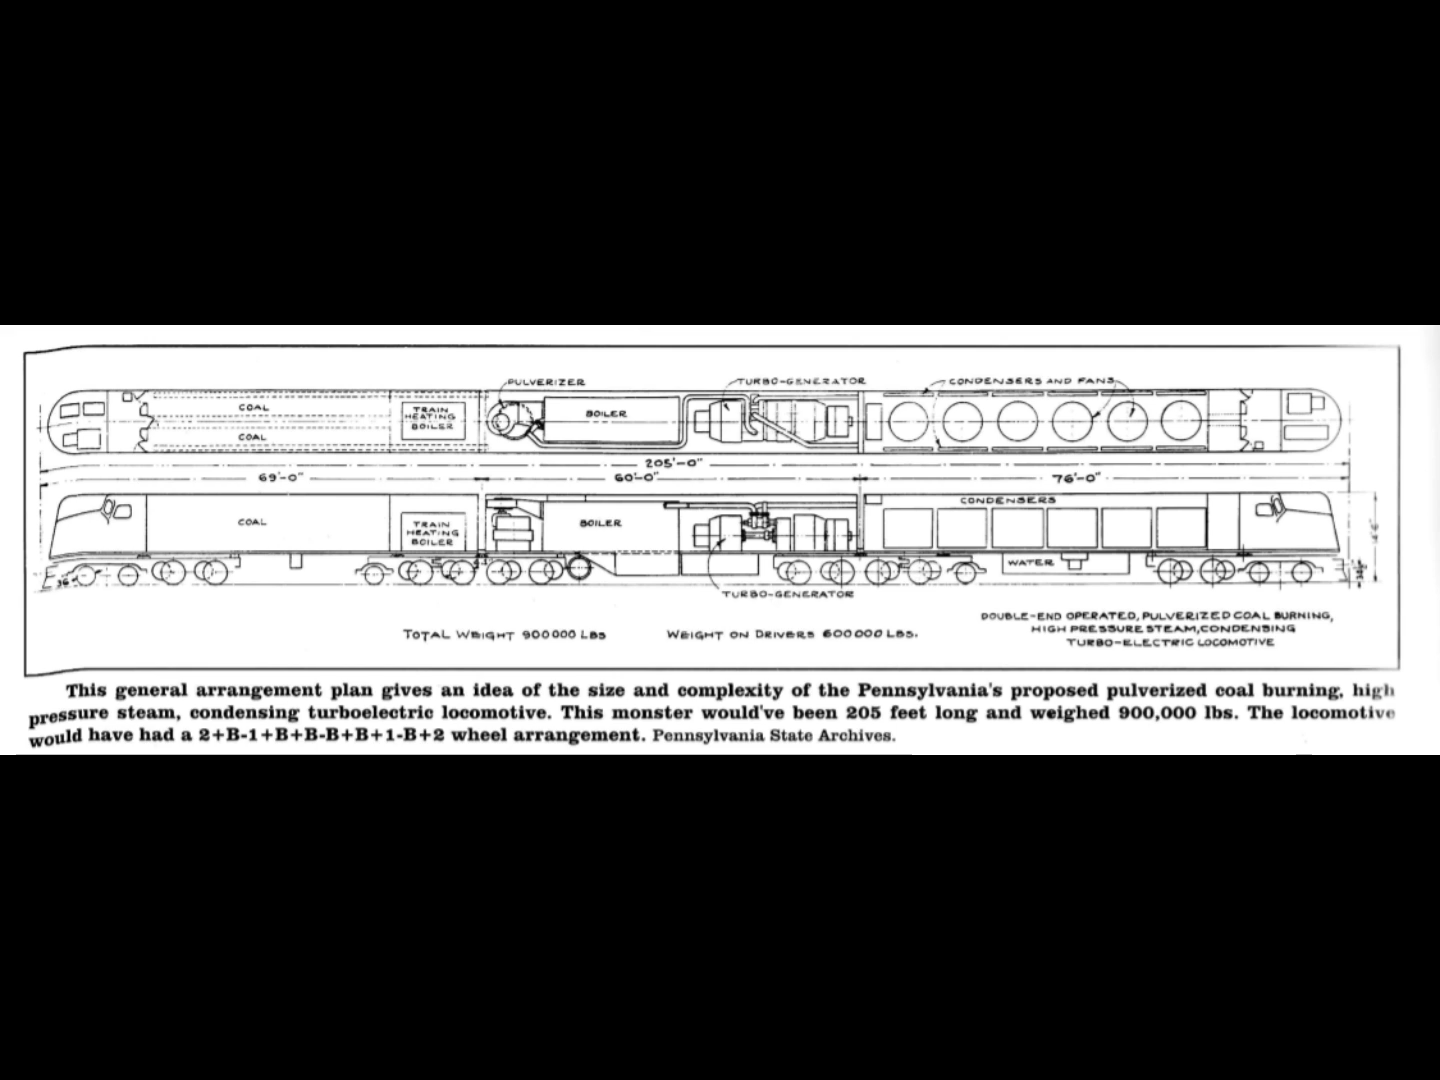 PULVERIZER
TURBO-GENERATOR
CONDENSERS AND FANS
COAL
COAL
TRAIN
HEATING
BOILER
BOILER
205'-0"
69'-0"
60'-0"
76'-0"
COAL
TRAIN
HEATING
BOILER
BOILER
CONDENSERS
WATER
36"
TURBO-GENERATOR
TOTAL WEIGHT 900000 LBS
WEIGHT ON DRIVERS 600000 LBS.
DOUBLE-END OPERATED, PULVERIZED COAL BURNING,
HIGH PRESSURE STEAM, CONDENSING
TURBO-ELECTRIC LOCOMOTIVE
This general arrangement plan gives an idea of the size and complexity of the Pennsylvania's proposed pulverized coal burning, high
pressure steam, condensing turboelectric locomotive. This monster would've been 205 feet long and weighed 900,000 lbs. The locomotive
would have had a 2+B-1+B+B-B+B+1-B+2 wheel arrangement. Pennsylvania State Archives.